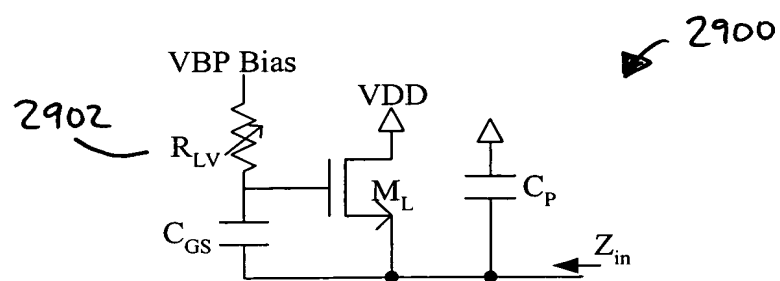 2900
VBP Bias
VDD
2902
R_LV
M_L
C_P
C_GS
Z_in